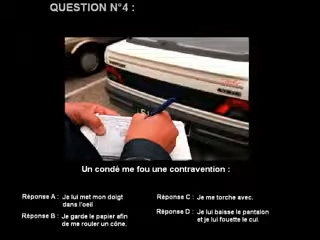 QUESTION N°4 :
Un condé me fou une contravention :
Réponse A : Je lui met mon doigt
dans l'oeil
Réponse B : Je garde le papier afin
de me rouler un cône.
Réponse C : Je me torche avec.
Réponse D : Je lui baisse le pantalon
et je lui fouette le cul.